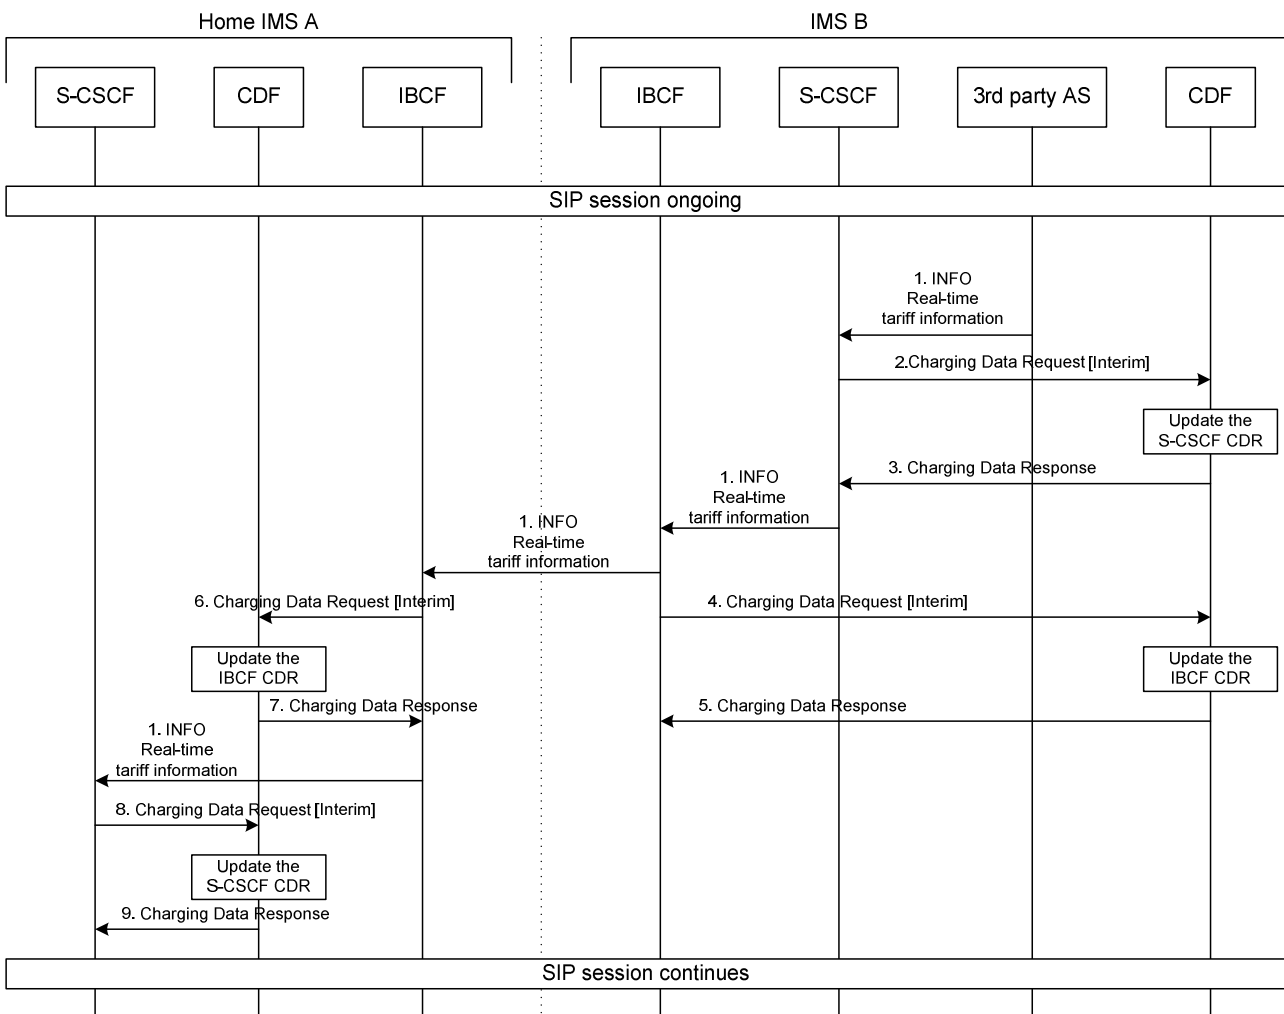 Home IMS A
IMS B
S-CSCF
CDF
IBCF
IBCF
S-CSCF
3rd party AS
CDF
SIP session ongoing
1. INFO
Real-time
tariff information
2.Charging Data Request [Interim]
Update the
S-CSCF CDR
3. Charging Data Response
1. INFO
Real-time
tariff information
1. INFO
Real-time
tariff information
6. Charging Data Request [Interim]
4. Charging Data Request [Interim]
Update the
IBCF CDR
Update the
IBCF CDR
7. Charging Data Response
5. Charging Data Response
1. INFO
Real-time
tariff information
8. Charging Data Request [Interim]
Update the
S-CSCF CDR
9. Charging Data Response
SIP session continues